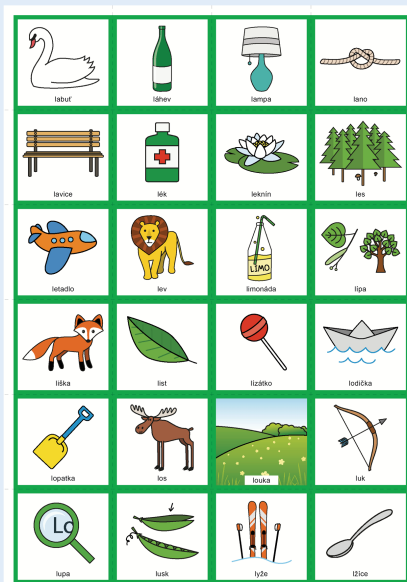 labuť
láhev
lampa
lano
lavice
lék
leknín
les
letadlo
lev
LIMO
limonáda
lípa
liška
list
lízátko
lodička
lopatka
los
louka
luk
Lc
lupa
lusk
lyže
lžíce